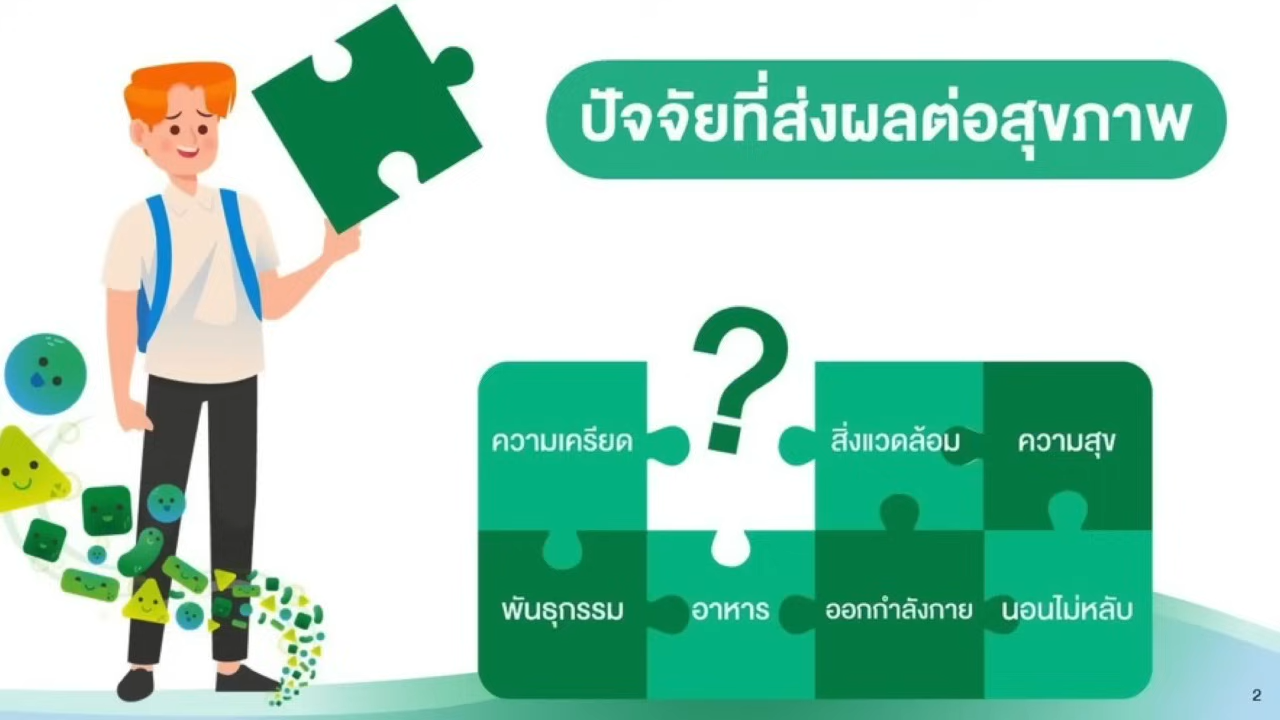 ปัจจัยที่ส่งผลต่อสุขภาพ
?
ความเครียด
สิ่งแวดล้อม
ความสุข
พันธุกรรม
อาหาร
ออกกำลังกาย
นอนไม่หลับ
2